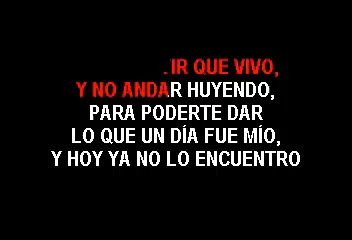 IR QUE VIVO,
Y NO ANDAR HUYENDO,
PARA PODERTE DAR
LO QUE UN DÍA FUE MÍO,
Y HOY YA NO LO ENCUENTRO